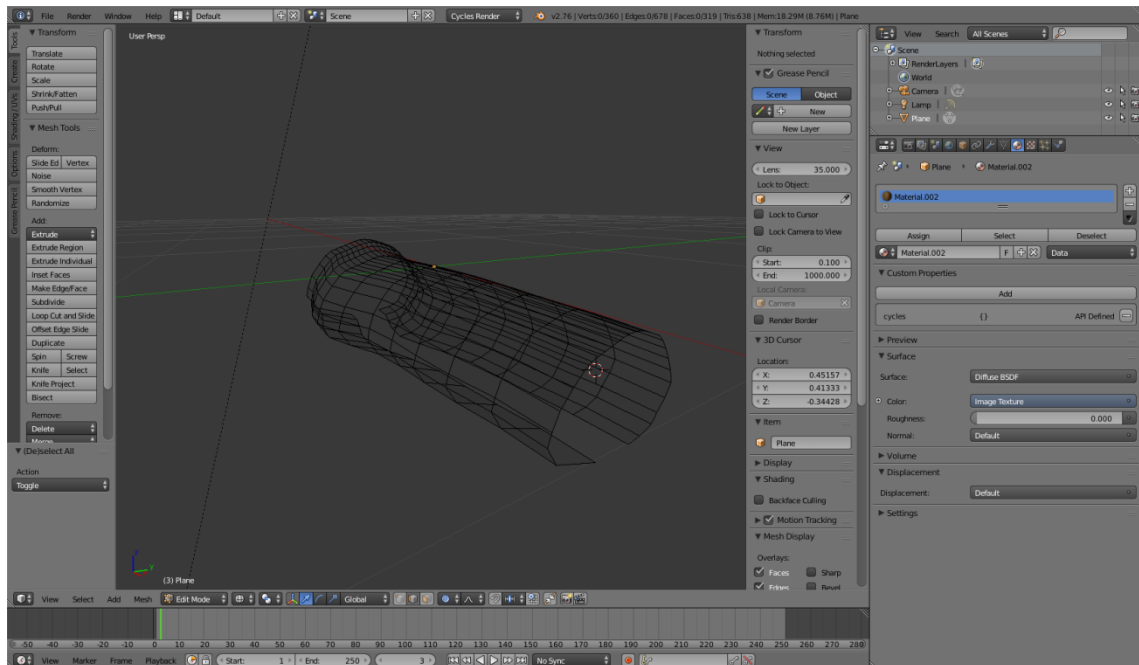 File Render Window Help Default Scene Cycles Render v2.76 | Verts:0/360 | Edges:0/678 | Faces:0/319 | Tris:638 | Mem:18.29M (8.76M) | Plane
Tools
Create
Shading / UVs
Options
Grease Pencil
Transform
Translate
Rotate
Scale
Shrink/Fatten
Push/Pull
Mesh Tools
Deform:
Slide Ed Vertex
Noise
Smooth Vertex
Randomize
Add:
Extrude
Extrude Region
Extrude Individual
Inset Faces
Make Edge/Face
Subdivide
Loop Cut and Slide
Offset Edge Slide
Duplicate
Spin Screw
Knife Select
Knife Project
Bisect
Remove:
Delete
Merge
(De)select All
Action
Toggle
User Persp
(3) Plane
Transform
Nothing selected
Grease Pencil
Scene Object
New
New Layer
View
Lens: 35.000
Lock to Object:
Lock to Cursor
Lock Camera to View
Clip:
Start: 0.100
End: 1000.000
Local Camera:
Camera
Render Border
3D Cursor
Location:
X: 0.45157
Y: 0.41333
Z: -0.34428
Item
Plane
Display
Shading
Backface Culling
Motion Tracking
Mesh Display
Overlays:
Faces Sharp
Edges Bevel
View Search All Scenes
Scene
RenderLayers
World
Camera
Lamp
Plane
Plane Material.002
Material.002
Assign Select Deselect
Material.002 F Data
Custom Properties
Add
cycles {} API Defined
Preview
Surface
Surface: Diffuse BSDF
Color: Image Texture
Roughness: 0.000
Normal: Default
Volume
Displacement
Displacement: Default
Settings
View Select Add Mesh Edit Mode Global
-50 -40 -30 -20 -10 0 10 20 30 40 50 60 70 80 90 100 110 120 130 140 150 160 170 180 190 200 210 220 230 240 250 260 270 280
View Marker Frame Playback Start: 1 End: 250 3 No Sync